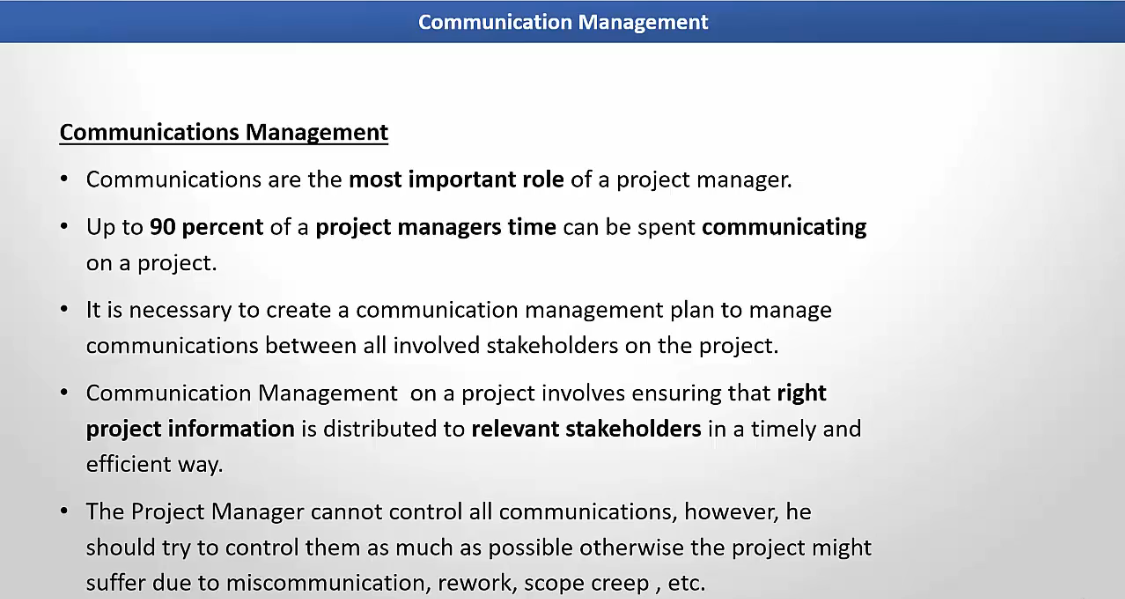 Communication Management
Communications Management
• Communications are the most important role of a project manager.
• Up to 90 percent of a project managers time can be spent communicating
on a project.
• It is necessary to create a communication management plan to manage
communications between all involved stakeholders on the project.
• Communication Management  on a project involves ensuring that right
project information is distributed to relevant stakeholders in a timely and
efficient way.
• The Project Manager cannot control all communications, however, he
should try to control them as much as possible otherwise the project might
suffer due to miscommunication, rework, scope creep , etc.